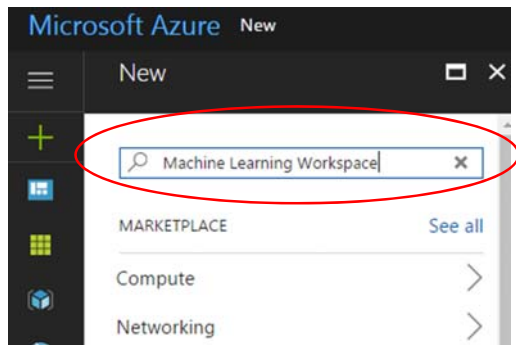 Microsoft Azure New
New
Machine Learning Workspace
MARKETPLACE See all
Compute
Networking